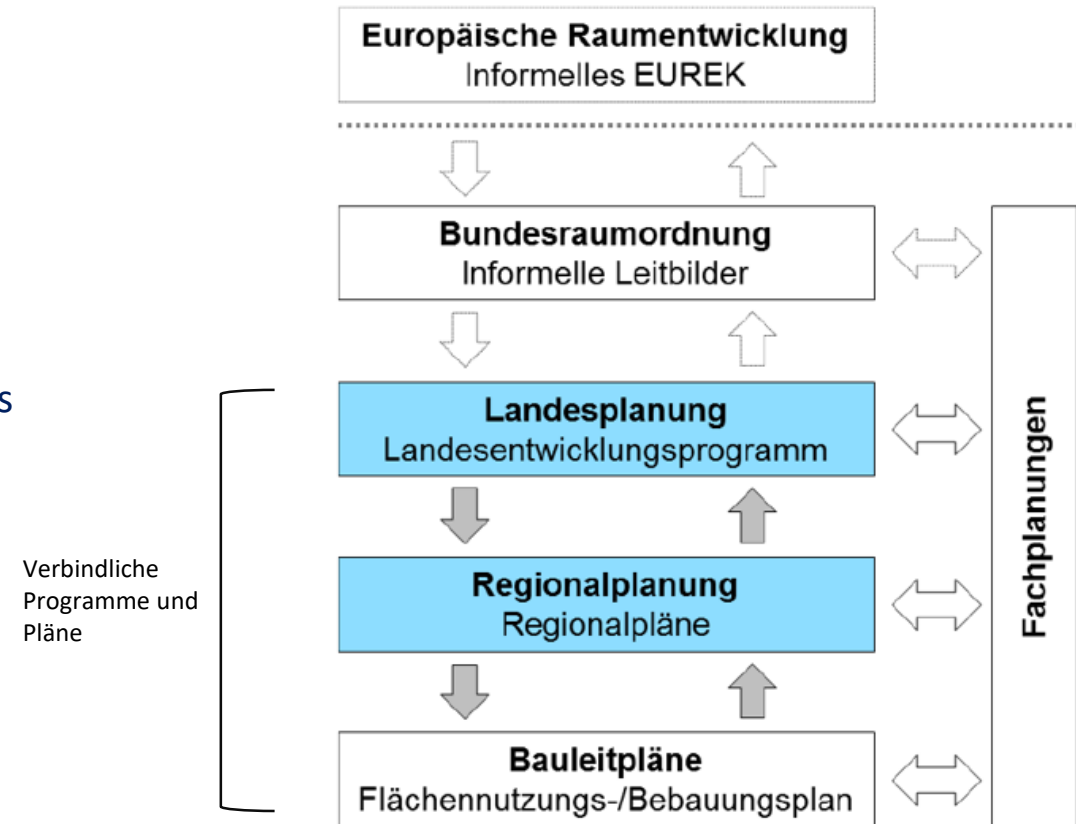 Europäische Raumentwicklung
Informelles EUREK
Bundesraumordnung
Informelle Leitbilder
s
Landesplanung
Landesentwicklungsprogramm
Verbindliche
Programme und
Pläne
Regionalplanung
Regionalpläne
Bauleitpläne
Flächennutzungs-/Bebauungsplan
Fachplanungen